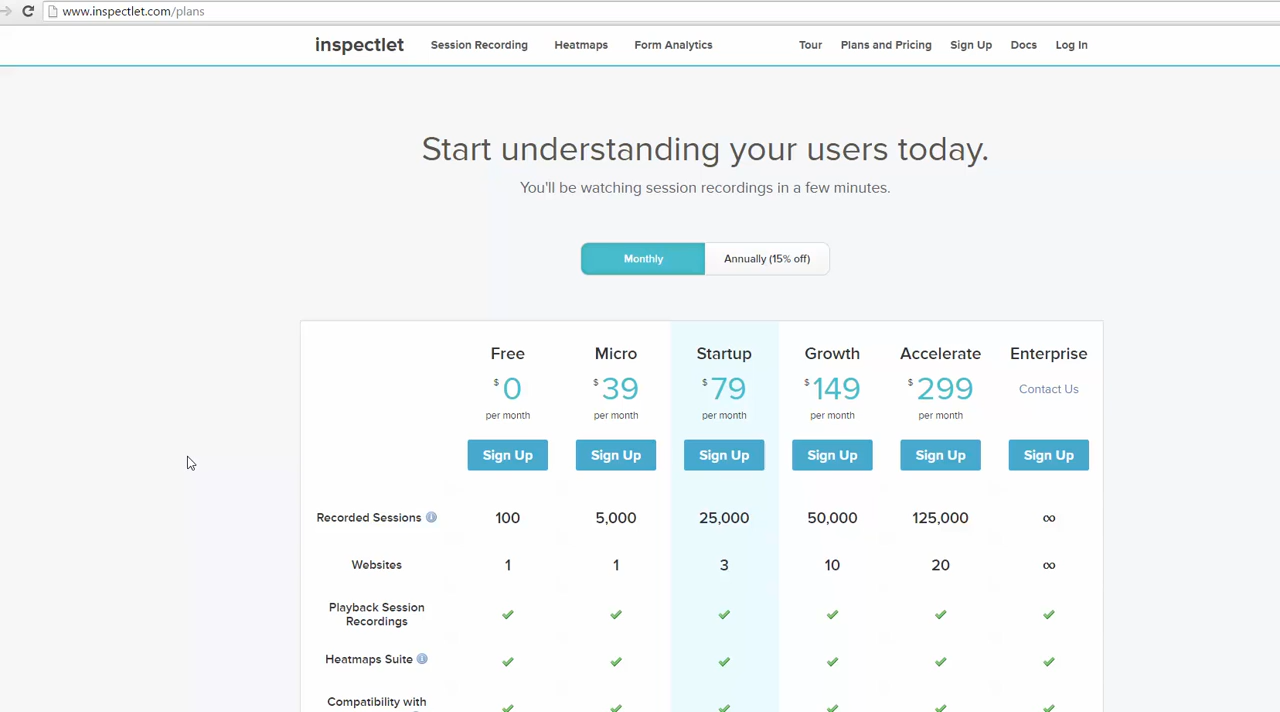 www.inspectlet.com/plans
inspectlet Session Recording Heatmaps Form Analytics Tour Plans and Pricing Sign Up Docs Log In
Start understanding your users today.
You'll be watching session recordings in a few minutes.
Monthly Annually (15% off)
Free Micro Startup Growth Accelerate Enterprise
$0 $39 $79 $149 $299 Contact Us
per month per month per month per month per month
Sign Up Sign Up Sign Up Sign Up Sign Up Sign Up
Recorded Sessions i 100 5,000 25,000 50,000 125,000 ∞
Websites 1 1 3 10 20 ∞
Playback Session
Recordings
Heatmaps Suite i
Compatibility with